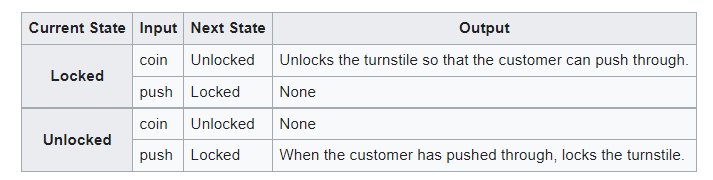 Current State Input Next State Output
Locked coin Unlocked Unlocks the turnstile so that the customer can push through.
push Locked None
Unlocked coin Unlocked None
push Locked When the customer has pushed through, locks the turnstile.